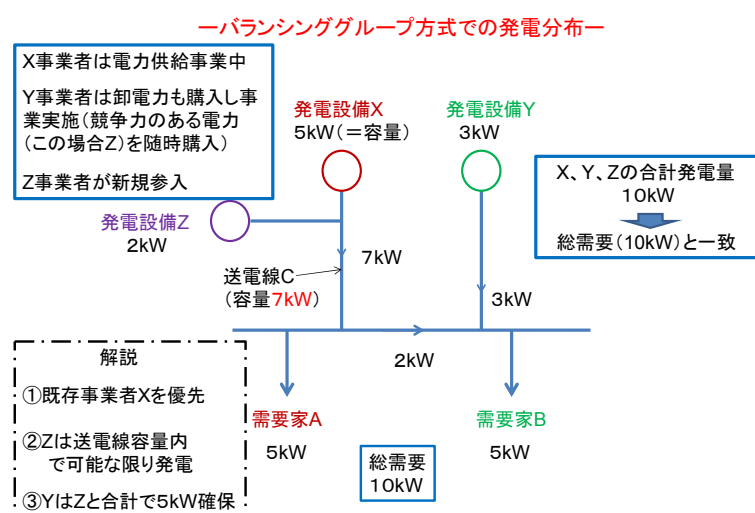 ーバランシンググループ方式での発電分布ー
X事業者は電力供給事業中
Y事業者は卸電力も購入し事
業実施（競争力のある電力
（この場合Z）を随時購入）
Z事業者が新規参入
発電設備X
5kW（＝容量）
発電設備Y
3kW
X、Y、Zの合計発電量
10kW
総需要（10kW）と一致
発電設備Z
2kW
送電線C
（容量7kW）
7kW
3kW
2kW
解説
①既存事業者Xを優先
②Zは送電線容量内
で可能な限り発電
③YはZと合計で5kW確保
需要家A
5kW
需要家B
5kW
総需要
10kW